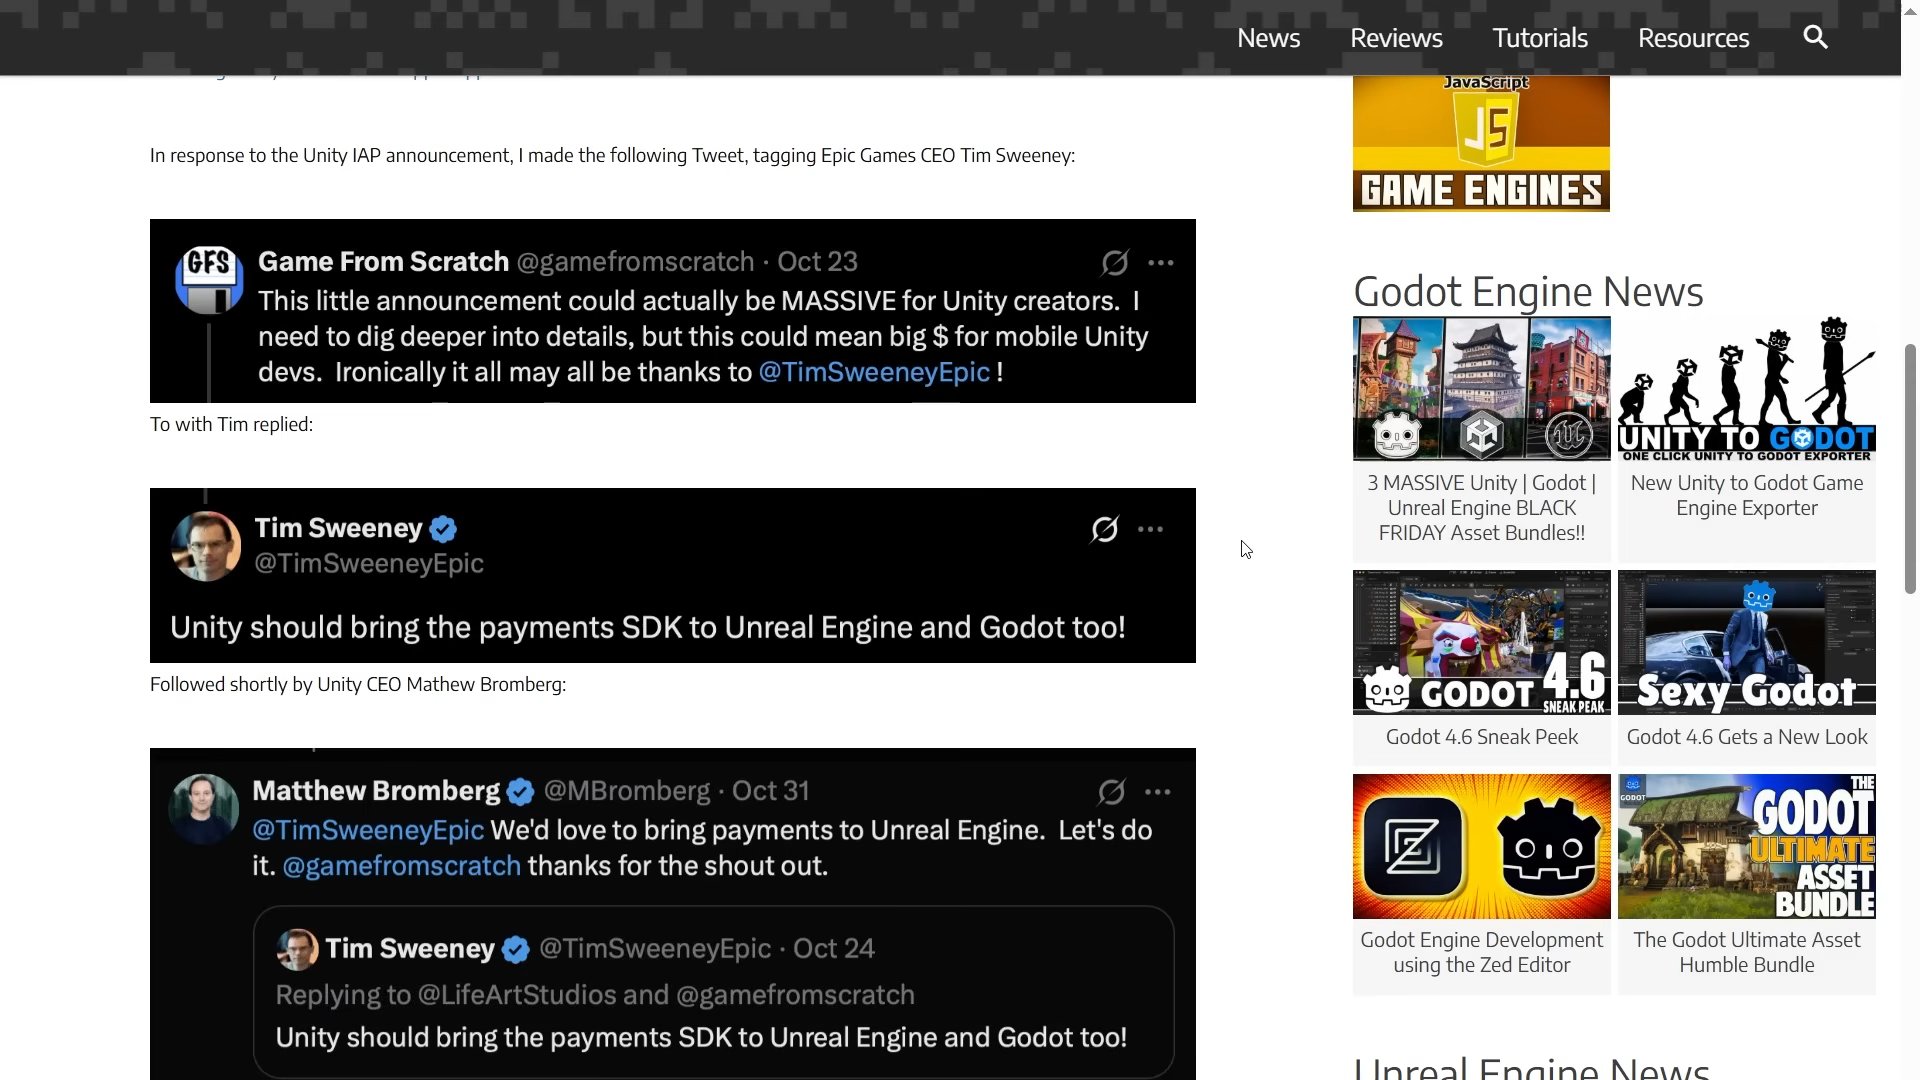 News
Reviews
Tutorials
Resources
In response to the Unity IAP announcement, I made the following Tweet, tagging Epic Games CEO Tim Sweeney:
GFS
Game From Scratch @gamefromscratch · Oct 23
This little announcement could actually be MASSIVE for Unity creators. I
need to dig deeper into details, but this could mean big $ for mobile Unity
devs. Ironically it all may all be thanks to @TimSweeneyEpic !
To with Tim replied:
Tim Sweeney
@TimSweeneyEpic
Unity should bring the payments SDK to Unreal Engine and Godot too!
Followed shortly by Unity CEO Mathew Bromberg:
Matthew Bromberg @MBromberg · Oct 31
@TimSweeneyEpic We'd love to bring payments to Unreal Engine. Let's do
it. @gamefromscratch thanks for the shout out.
Tim Sweeney @TimSweeneyEpic · Oct 24
Replying to @LifeArtStudios and @gamefromscratch
Unity should bring the payments SDK to Unreal Engine and Godot too!
JavaScript
JS
GAME ENGINES
Godot Engine News
3 MASSIVE Unity | Godot |
Unreal Engine BLACK
FRIDAY Asset Bundles!!
UNITY TO GODOT
ONE CLICK UNITY TO GODOT EXPORTER
New Unity to Godot Game
Engine Exporter
GODOT 4.6
SNEAK PEAK
Godot 4.6 Sneak Peek
Sexy Godot
Godot 4.6 Gets a New Look
Godot Engine Development
using the Zed Editor
GODOT
THE
GODOT
ULTIMATE
ASSET
BUNDLE
The Godot Ultimate Asset
Humble Bundle
Unreal Engine News